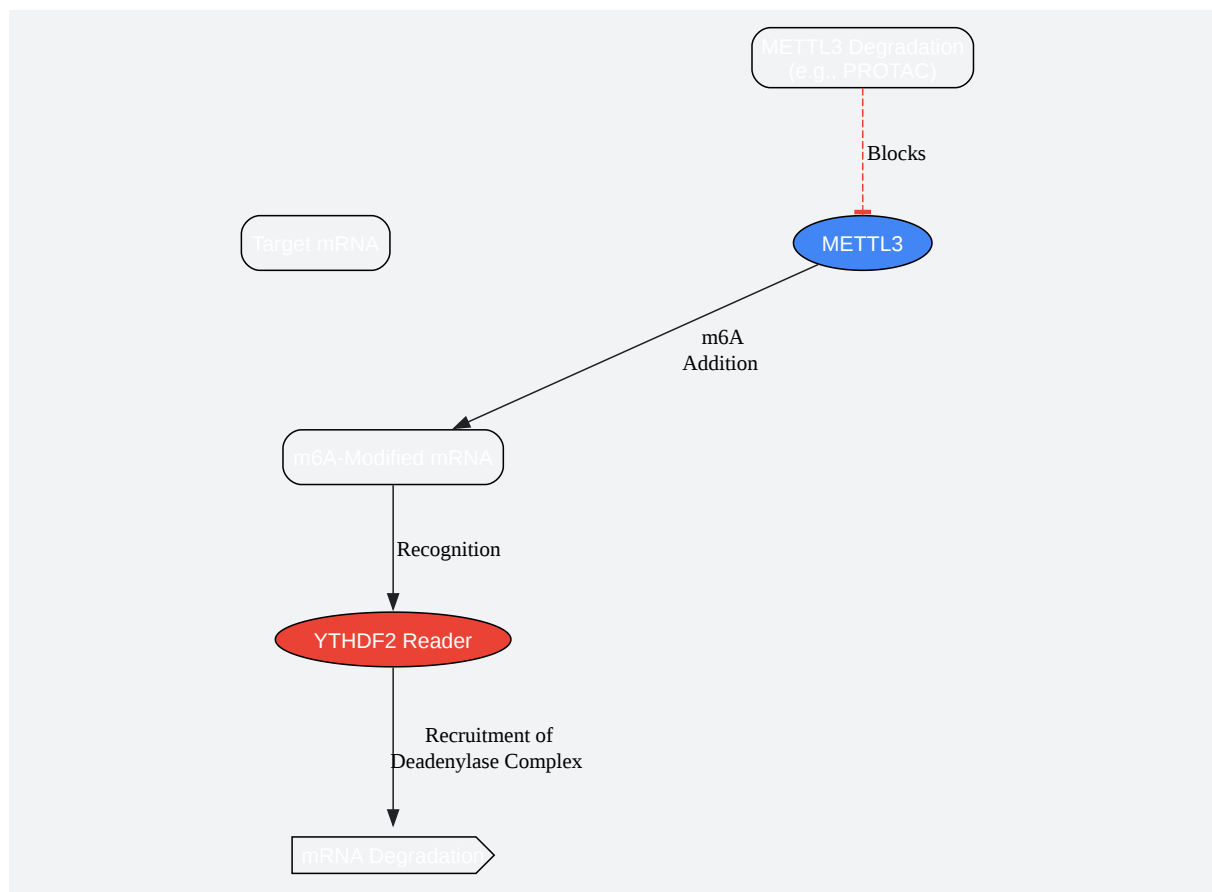 METTL3 Degradation
(e.g., PROTAC)
Blocks
Target mRNA
METTL3
m6A
Addition
m6A-Modified mRNA
Recognition
YTHDF2 Reader
Recruitment of
Deadenylase Complex
mRNA Degradation